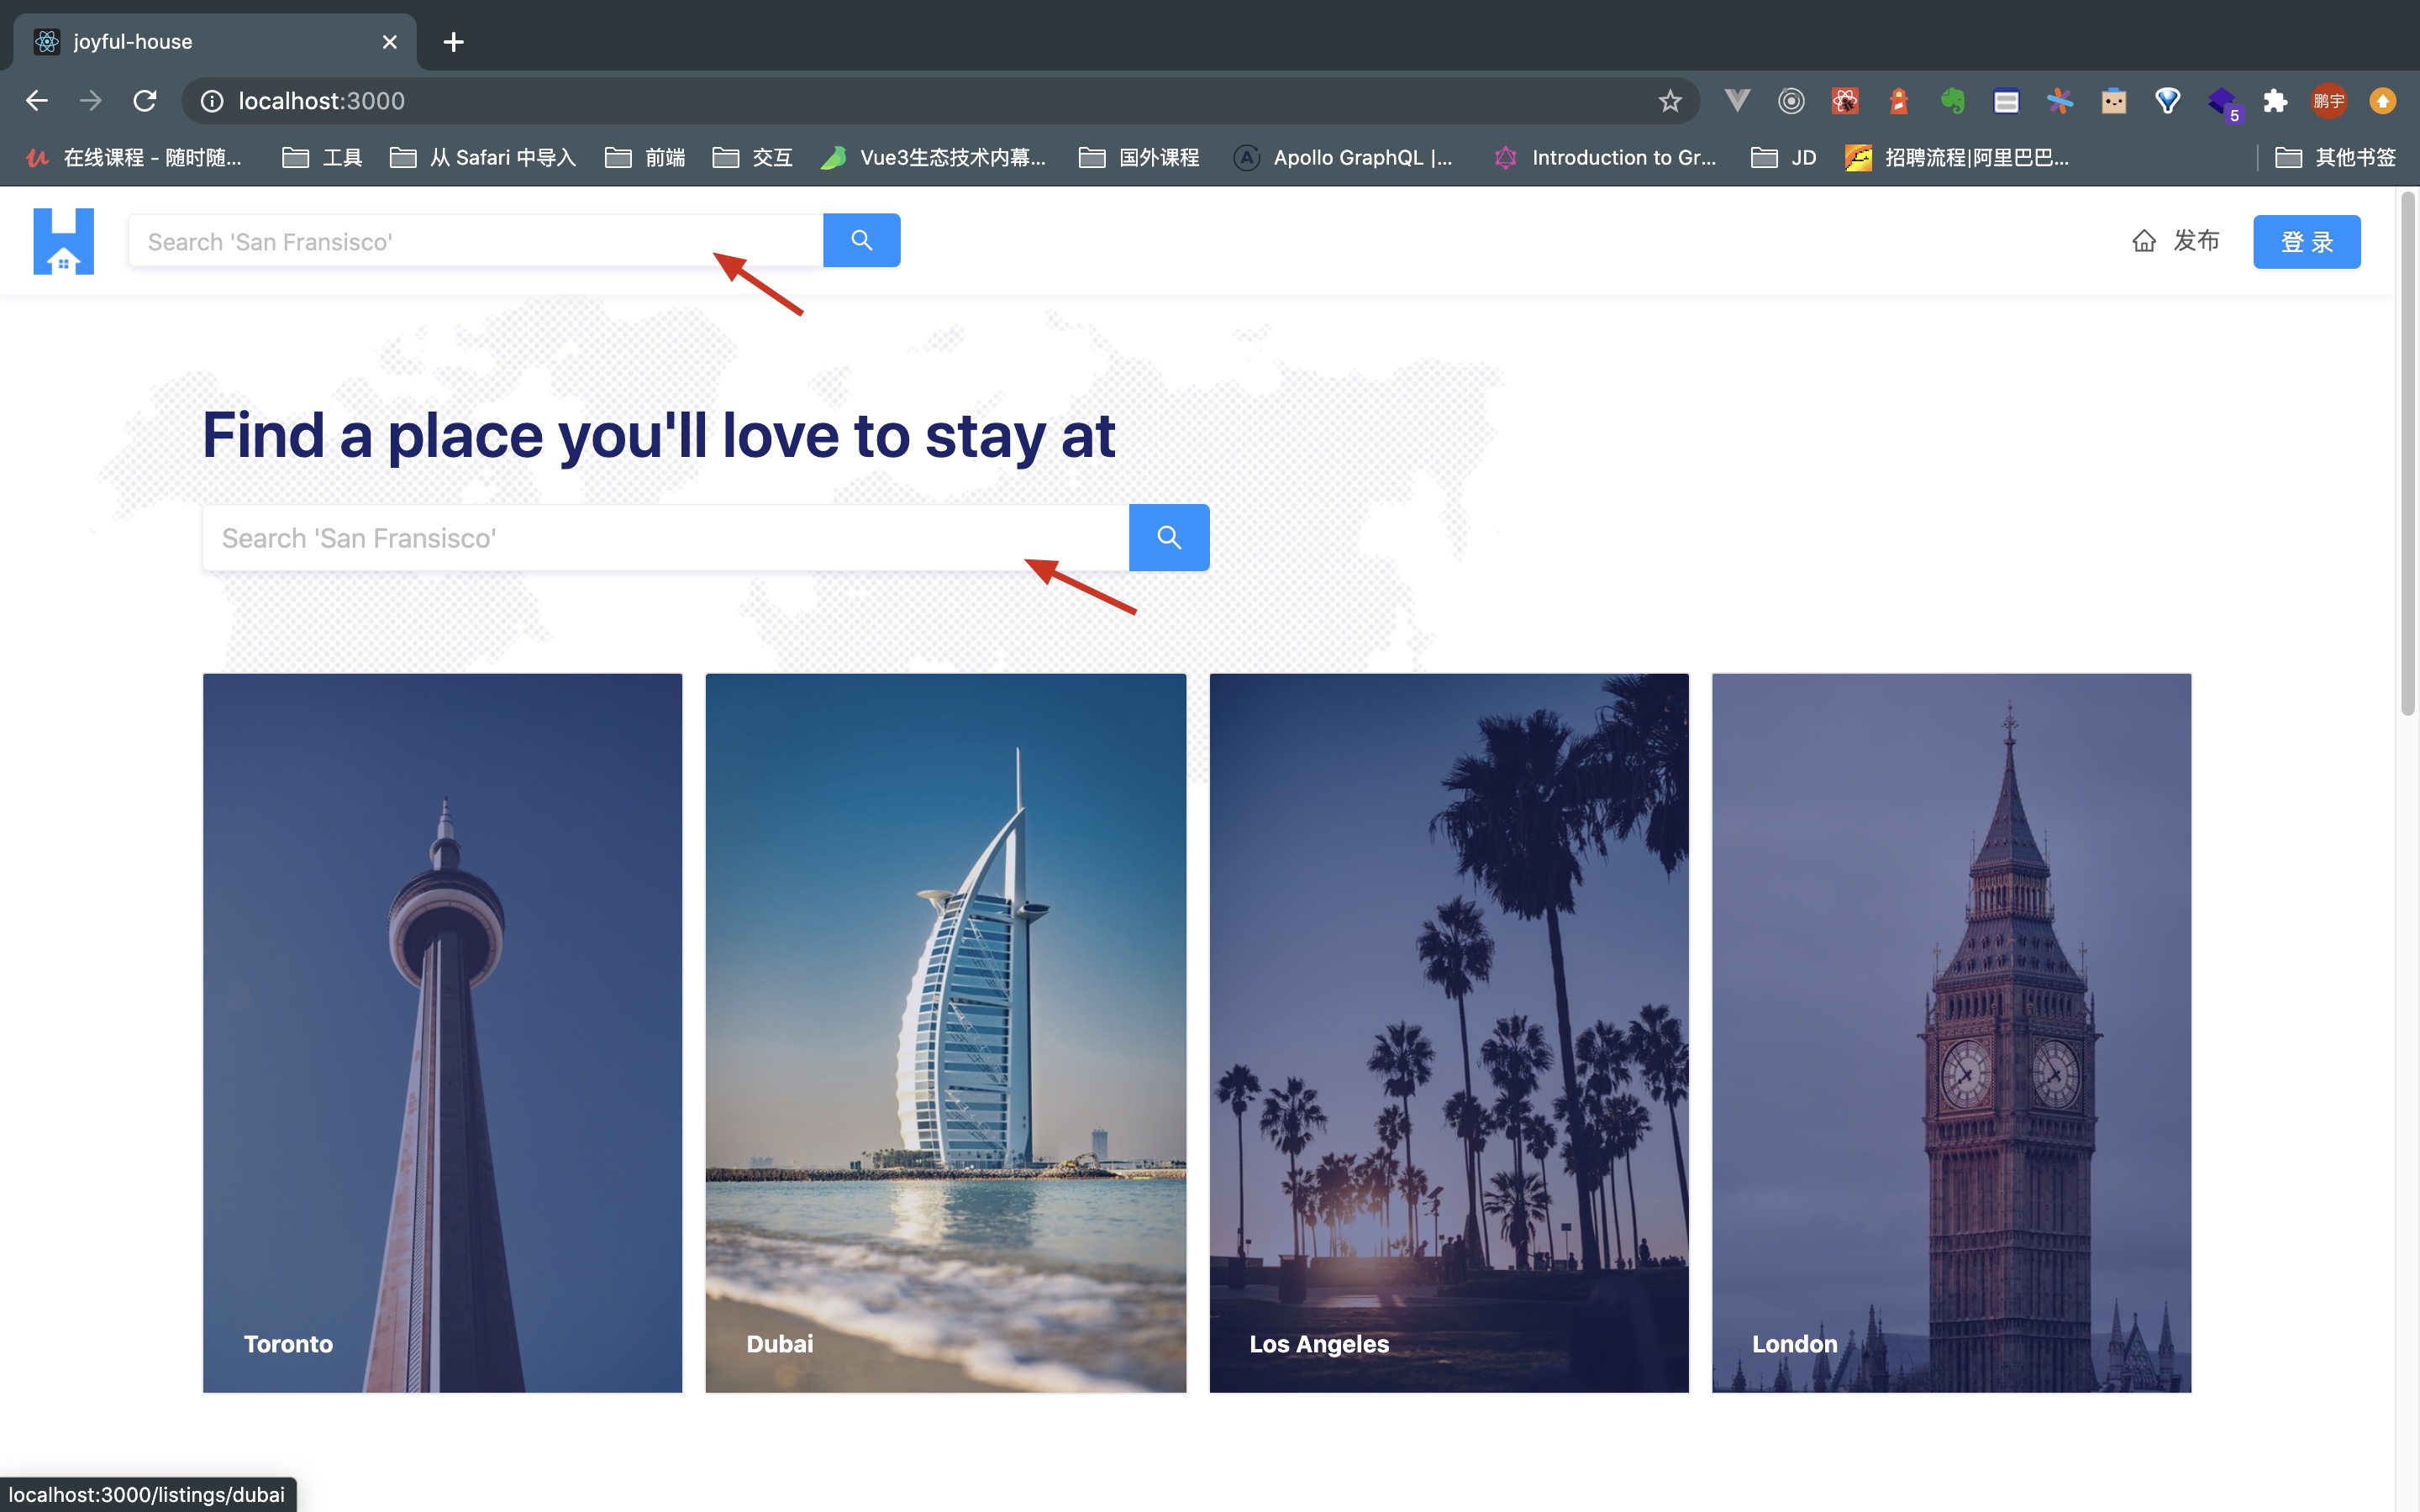 joyful-house
localhost:3000
鹏宇
5
在线课程 - 随时随... 工具 从 Safari 中导入 前端 交互 Vue3生态技术内幕... 国外课程 Apollo GraphQL |... Introduction to Gr... JD 招聘流程|阿里巴巴... 其他书签
Search 'San Fransisco' 发布 登 录
Find a place you'll love to stay at
Search 'San Fransisco'
Toronto Dubai Los Angeles London
localhost:3000/listings/dubai